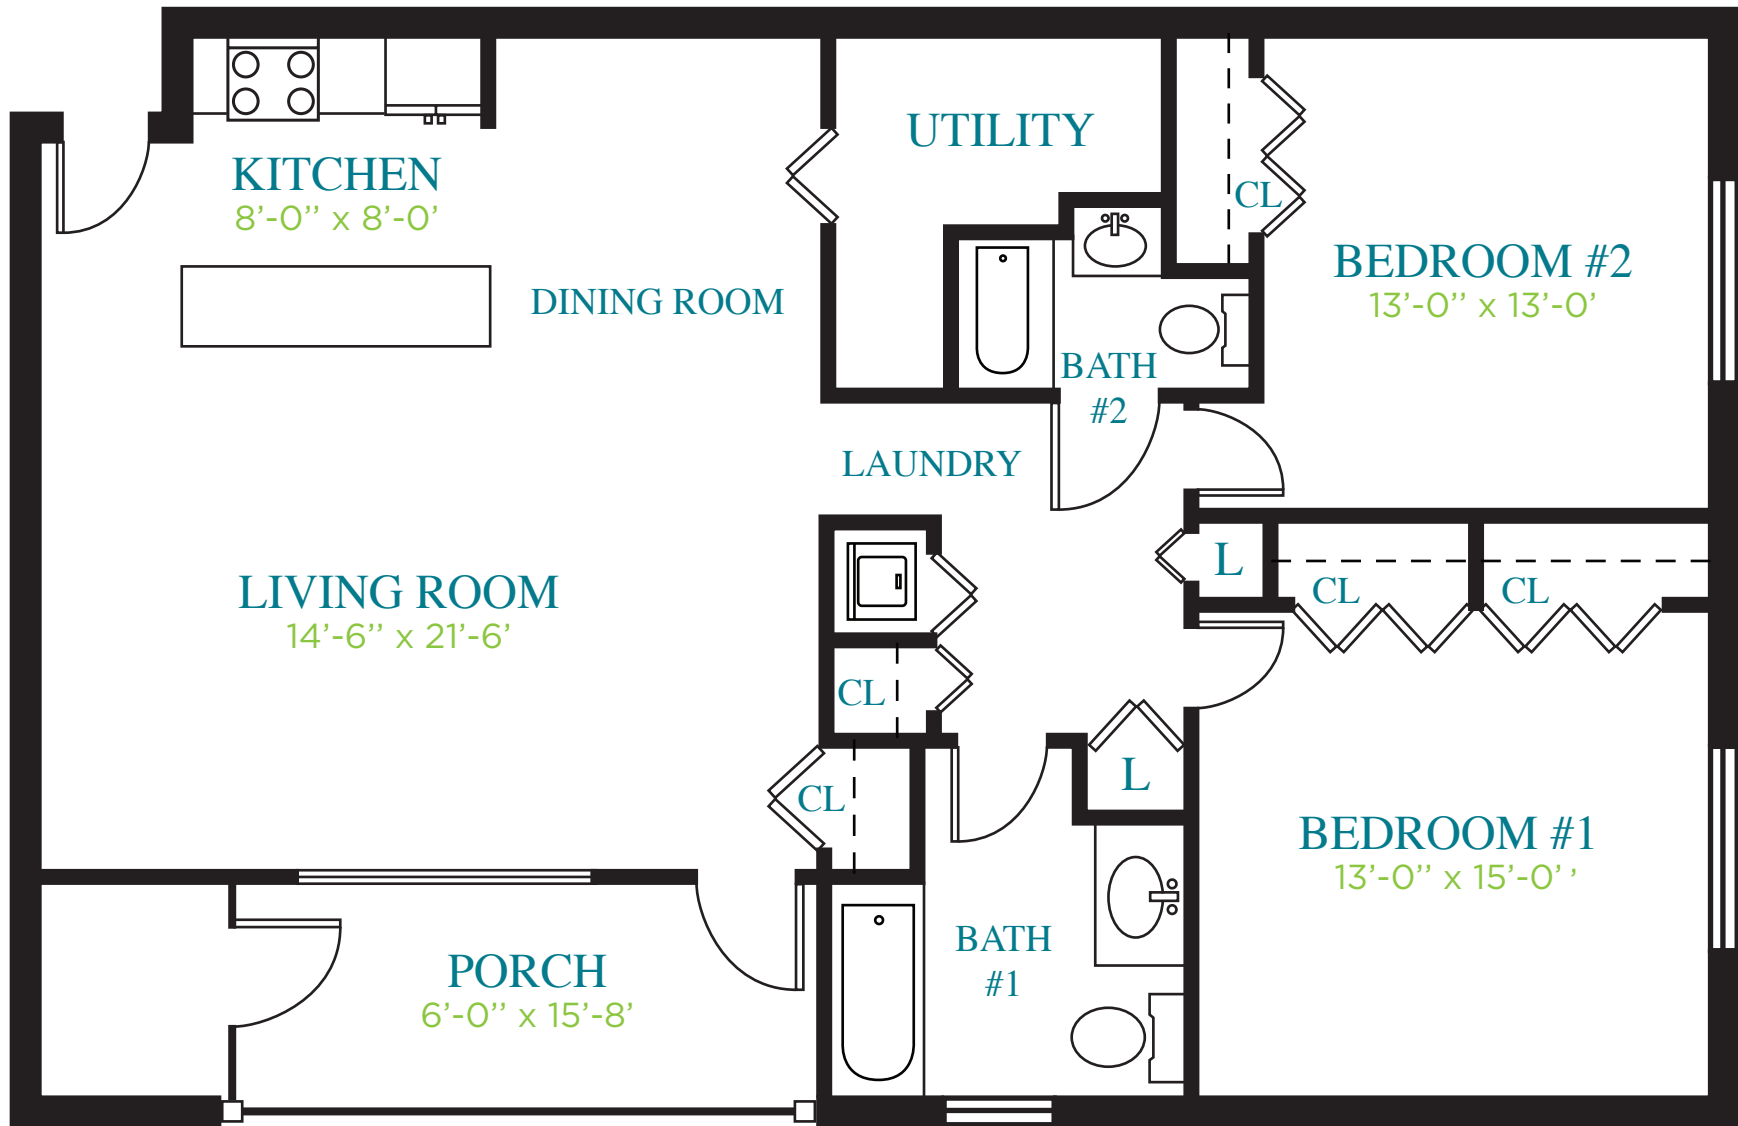 KITCHEN
8’-0’’ x 8’-0’
UTILITY
CL
BEDROOM #2
13’-0’’ x 13’-0’
DINING ROOM
BATH
#2
LAUNDRY
L
CL
CL
LIVING ROOM
14’-6’’ x 21’-6’
CL
CL
L
BEDROOM #1
13’-0’’ x 15’-0’’
BATH
#1
PORCH
6’-0’’ x 15’-8’